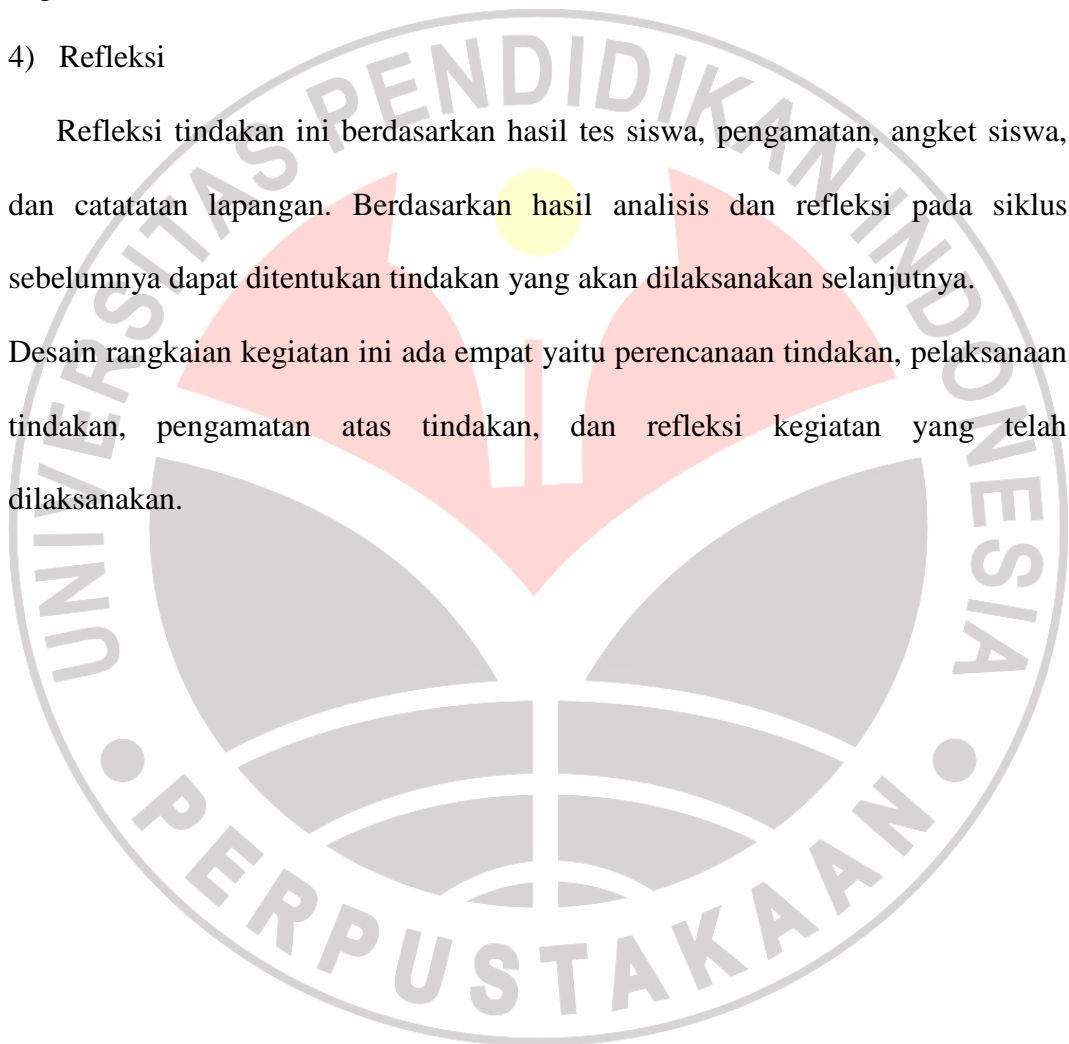 4) Refleksi
Refleksi tindakan ini berdasarkan hasil tes siswa, pengamatan, angket siswa,
dan catatatan lapangan. Berdasarkan hasil analisis dan refleksi pada siklus
sebelumnya dapat ditentukan tindakan yang akan dilaksanakan selanjutnya.
Desain rangkaian kegiatan ini ada empat yaitu perencanaan tindakan, pelaksanaan
tindakan, pengamatan atas tindakan, dan refleksi kegiatan yang telah
dilaksanakan.
UNIVERSITAS PENDIDIKAN INDONESIA
PERPUSTAKAAN